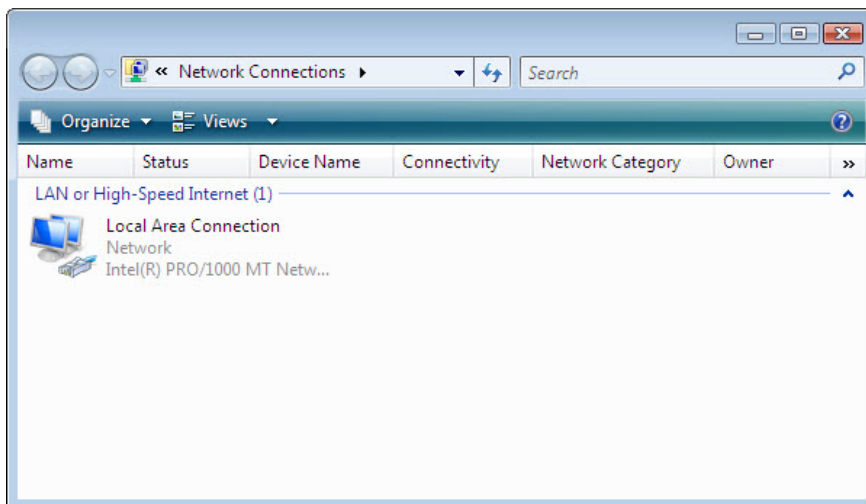 « Network Connections
Search
Organize Views
Name Status Device Name Connectivity Network Category Owner »
LAN or High-Speed Internet (1)
Local Area Connection
Network
Intel(R) PRO/1000 MT Netw...